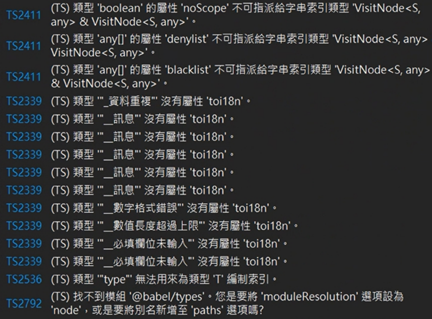 TS2411 (TS) 類型 'boolean' 的屬性 'noScope' 不可指派給字串索引類型 'VisitNode<S,
any> & VisitNode<S, any>'。
TS2411 (TS) 類型 'any[]' 的屬性 'denylist' 不可指派給字串索引類型 'VisitNode<S, any>
VisitNode<S, any>'。
TS2411 (TS) 類型 'any[]' 的屬性 'blacklist' 不可指派給字串索引類型 'VisitNode<S, any>
& VisitNode<S, any>'。
TS2339 (TS) 類型 '"_資料重複"' 沒有屬性 'toi18n'。
TS2339 (TS) 類型 '"__訊息"' 沒有屬性 'toi18n'。
TS2339 (TS) 類型 '"__訊息"' 沒有屬性 'toi18n'。
TS2339 (TS) 類型 '"__訊息"' 沒有屬性 'toi18n'。
TS2339 (TS) 類型 '"__訊息"' 沒有屬性 'toi18n'。
TS2339 (TS) 類型 '"__數字格式錯誤"' 沒有屬性 'toi18n'。
TS2339 (TS) 類型 '"__數值長度超過上限"' 沒有屬性 'toi18n'。
TS2339 (TS) 類型 '"__必填欄位未輸入"' 沒有屬性 'toi18n'。
TS2339 (TS) 類型 '"__必填欄位未輸入"' 沒有屬性 'toi18n'。
TS2536 (TS) 類型 '"type"' 無法用來為類型 'T' 編制索引。
TS2792 (TS) 找不到模組 '@babel/types'。您是要將 'moduleResolution' 選項設為
'node'，或是要將別名新增至 'paths' 選項嗎?